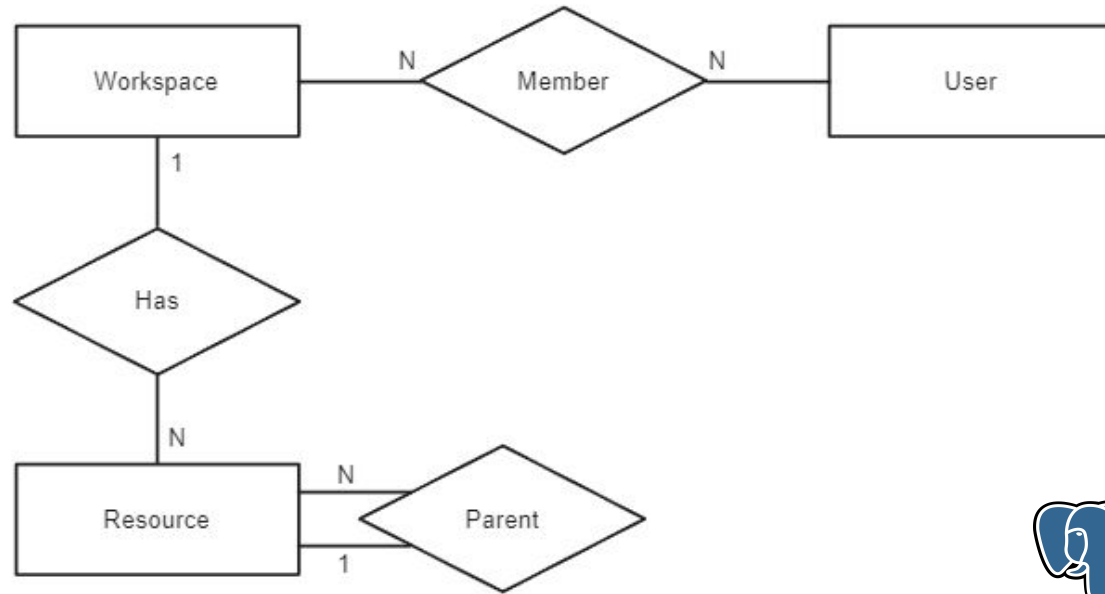 Workspace
N
Member
N
User
1
Has
N
Resource
N
Parent
1